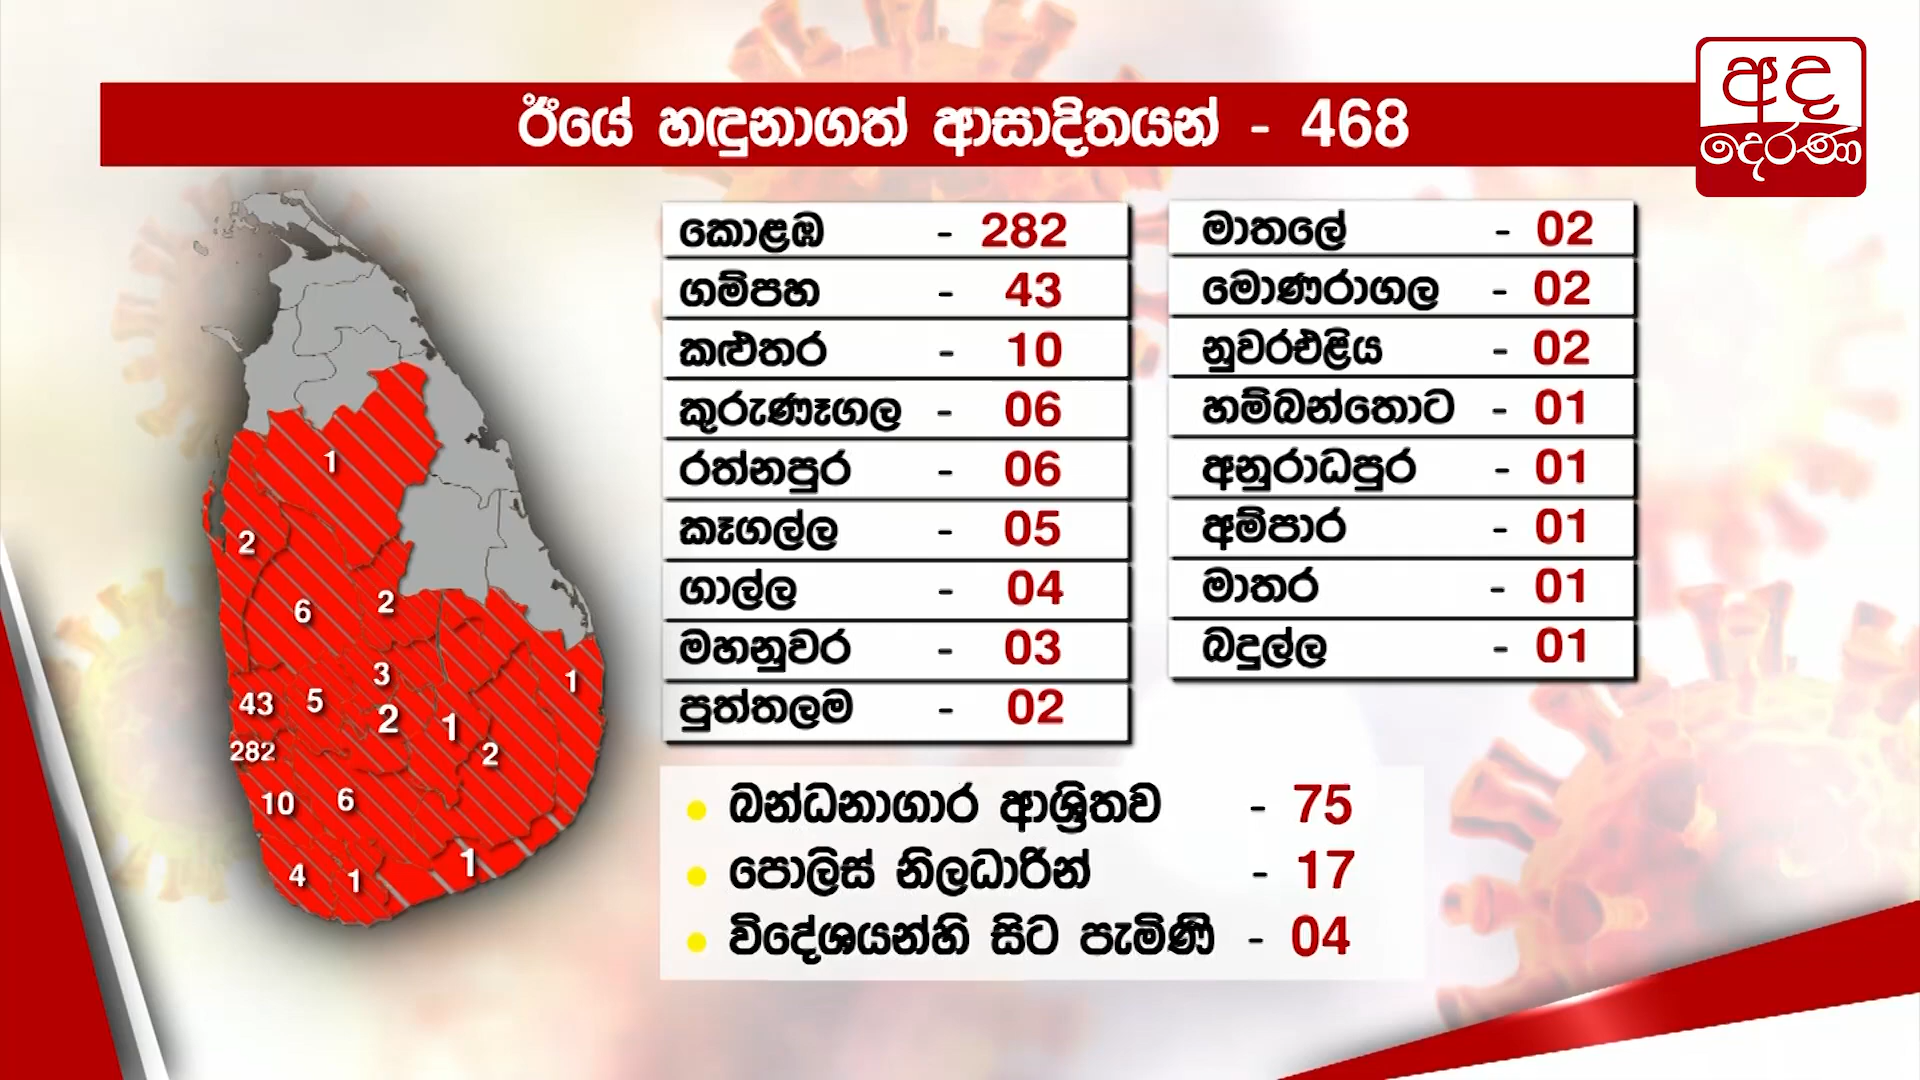 අද
දෙරණ
ඊයේ හඳුනාගත් ආසාදිතයන් - 468
කොළඹ - 282
ගම්පහ - 43
කළුතර - 10
කුරුණෑගල - 06
රත්නපුර - 06
කෑගල්ල - 05
ගාල්ල - 04
මහනුවර - 03
පුත්තලම - 02
මාතලේ - 02
මොණරාගල - 02
නුවරඑළිය - 02
හම්බන්තොට - 01
අනුරාධපුර - 01
අම්පාර - 01
මාතර - 01
බදුල්ල - 01
බන්ධනාගාර ආශ්‍රිතව - 75
පොලිස් නිලධාරින් - 17
විදේශයන්හි සිට පැමිණි - 04
1
2
6
2
3
1
43
5
2
1
2
282
10
6
4
1
1